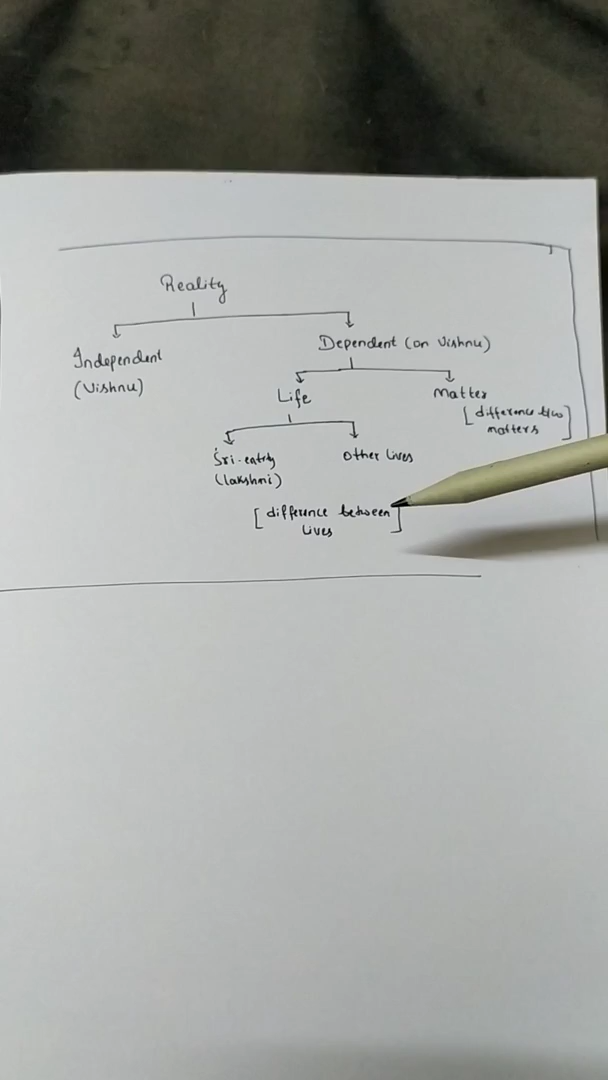 Reality
Independent
(Vishnu)
Dependent (on Vishnu)
Life
Matter
[difference b/w]
matters
Śri-entity
(lakshmi)
other lives
[difference between]
lives